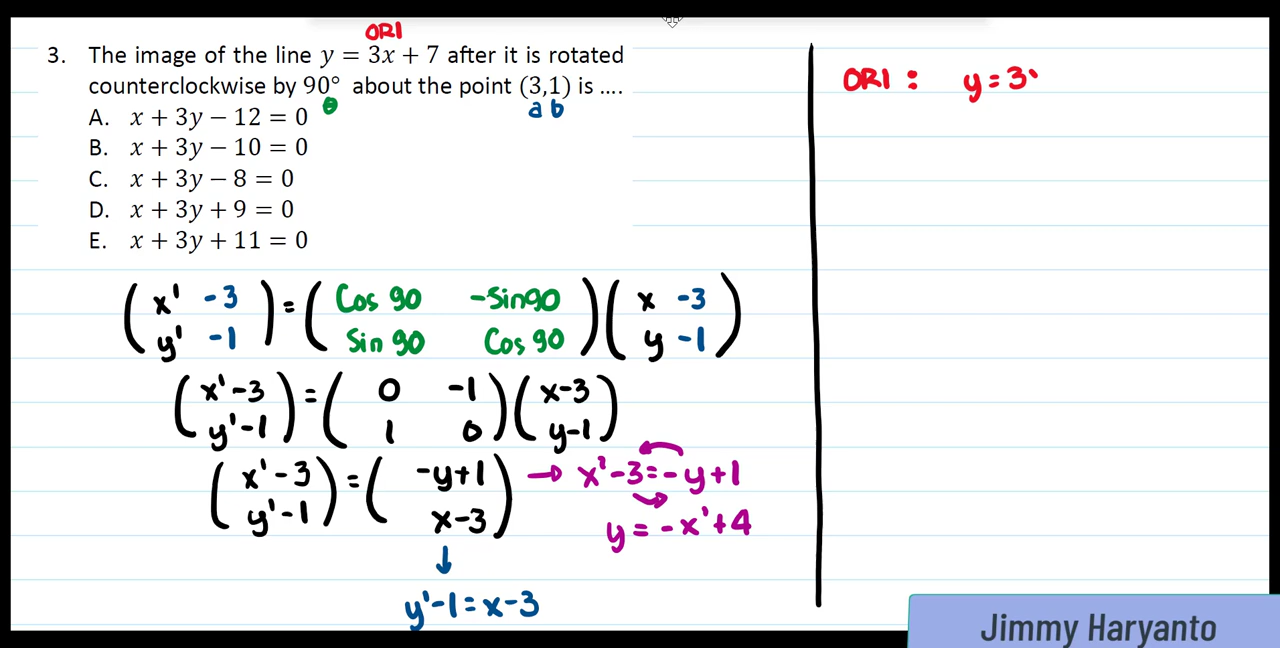 ORI
3. The image of the line y = 3x + 7 after it is rotated
counterclockwise by 90° about the point (3,1) is ....
θ a b
A. x + 3y − 12 = 0
B. x + 3y − 10 = 0
C. x + 3y − 8 = 0
D. x + 3y + 9 = 0
E. x + 3y + 11 = 0
(x' -3) = (Cos 90 -Sin90) (x -3)
(y' -1) (Sin 90 Cos 90) (y -1)
(x'-3) = (0 -1) (x-3)
(y'-1) (1 0) (y-1)
(x'-3) = (-y+1) → x'-3=-y+1
(y'-1) (x-3) y=-x'+4
↓
y'-1=x-3
ORI : y=3
Jimmy Haryanto